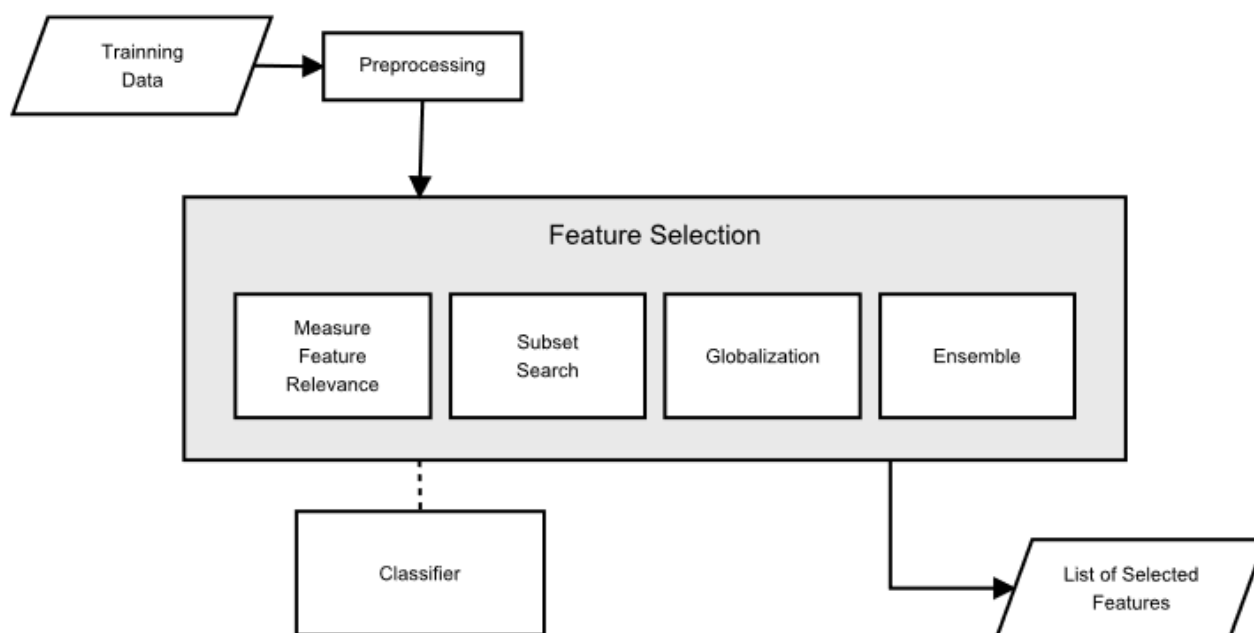 Trainning
Data
Preprocessing
Feature Selection
Measure
Feature
Relevance
Subset
Search
Globalization
Ensemble
Classifier
List of Selected
Features